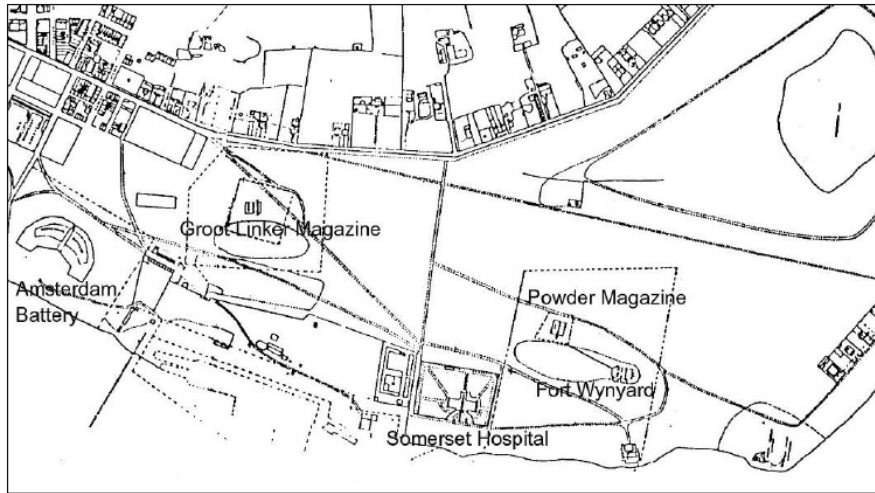 Groot Linker Magazine
Amsterdam
Battery
Powder Magazine
Fort Wynyard
Somerset Hospital